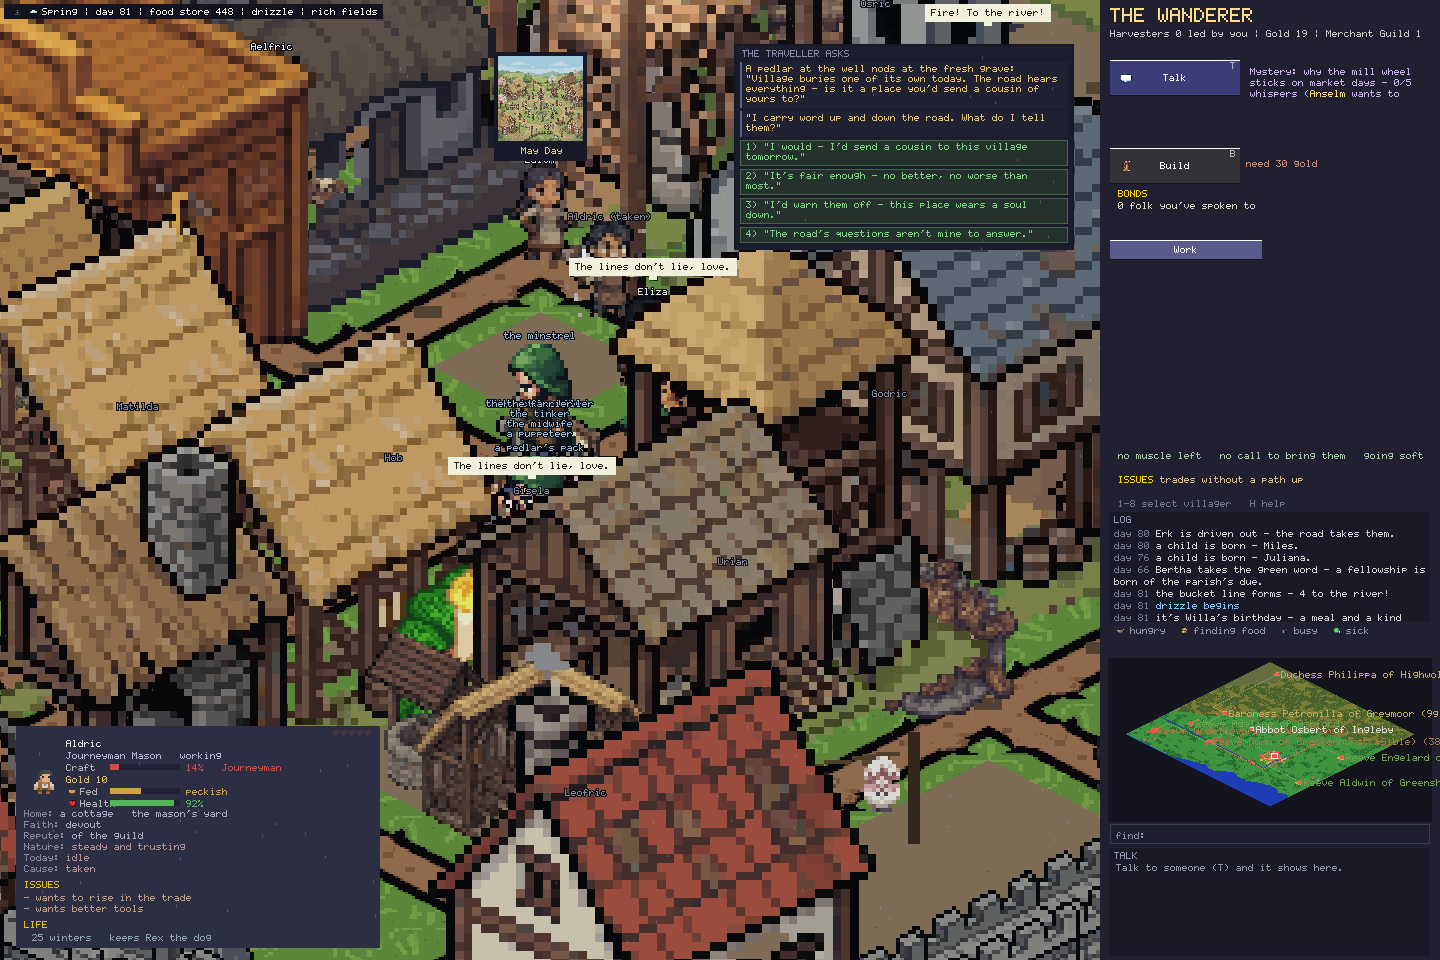 Spring ¦ day 81 ¦ food store 448 ¦ drizzle ¦ rich fields
Aelfric
Osric
Fire! To the river!
May Day
THE TRAVELLER ASKS
A pedlar at the well nods at the fresh grave:
"Village buries one of its own today. The road hears
everything - is it a place you'd send a cousin of
yours to?"
"I carry word up and down the road. What do I tell
them?"
1) "I would - I'd send a cousin to this village
tomorrow."
2) "It's fair enough - no better, no worse than
most."
3) "I'd warn them off - this place wears a soul
down."
4) "The road's questions aren't mine to answer."
Aldric (taken)
The lines don't lie, love.
Eliza
the minstrel
the tinker
the midwife
a puppeteer
a pedlar's pack
The lines don't lie, love.
Gisela
Matilda
Hob
Godric
Urian
Leofric
Aldric
Journeyman Mason working
Craft 14% Journeyman
Gold 10
Fed peckish
Health 92%
Home: a cottage the mason's yard
Faith: devout
Repute: of the guild
Nature: steady and trusting
Today: idle
Cause: taken
ISSUES
- wants to rise in the trade
- wants better tools
LIFE
25 winters keeps Rex the dog
THE WANDERER
Harvesters 0 led by you ¦ Gold 19 ¦ Merchant Guild 1
Talk T
Mystery: why the mill wheel
sticks on market days - 0/5
whispers (Anselm wants to
Build B
need 30 gold
BONDS
0 folk you've spoken to
Work
no muscle left no call to bring them going soft
ISSUES trades without a path up
1-8 select villager H help
LOG
day 80 Erk is driven out - the road takes them.
day 80 a child is born - Miles.
day 76 a child is born - Juliana.
day 66 Bertha takes the green word - a fellowship is
born of the parish's due.
day 81 the bucket line forms - 4 to the river!
day 81 drizzle begins
day 81 it's Willa's birthday - a meal and a kind
hungry finding food busy sick
Duchess Philippa of Highwol
Baroness Petronilla of Greymoor (99
Abbot Osbert of Ingleby
Reeve Engelard o
Reeve Aldwin of Greensh
find:
TALK
Talk to someone (T) and it shows here.